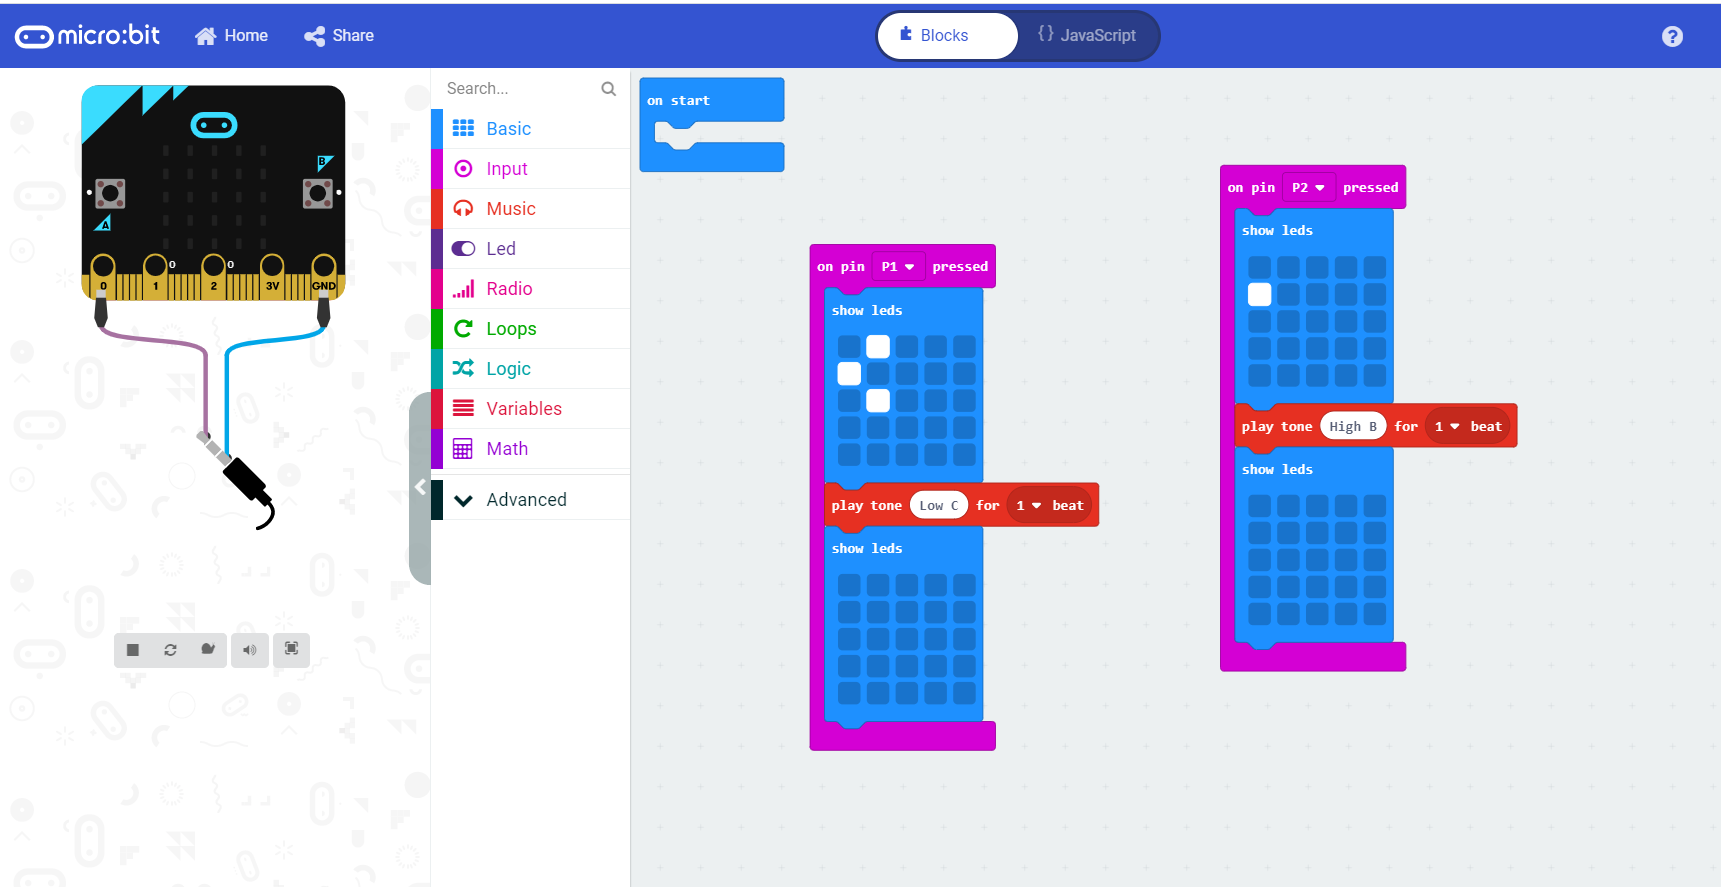 micro:bit
Home
Share
Blocks
{} JavaScript
?
B
A
0
0
0
1
2
3V
GND
Search...
Basic
Input
Music
Led
Radio
Loops
Logic
Variables
Math
Advanced
on start
on pin P1 pressed
show leds
play tone Low C for 1 beat
show leds
on pin P2 pressed
show leds
play tone High B for 1 beat
show leds